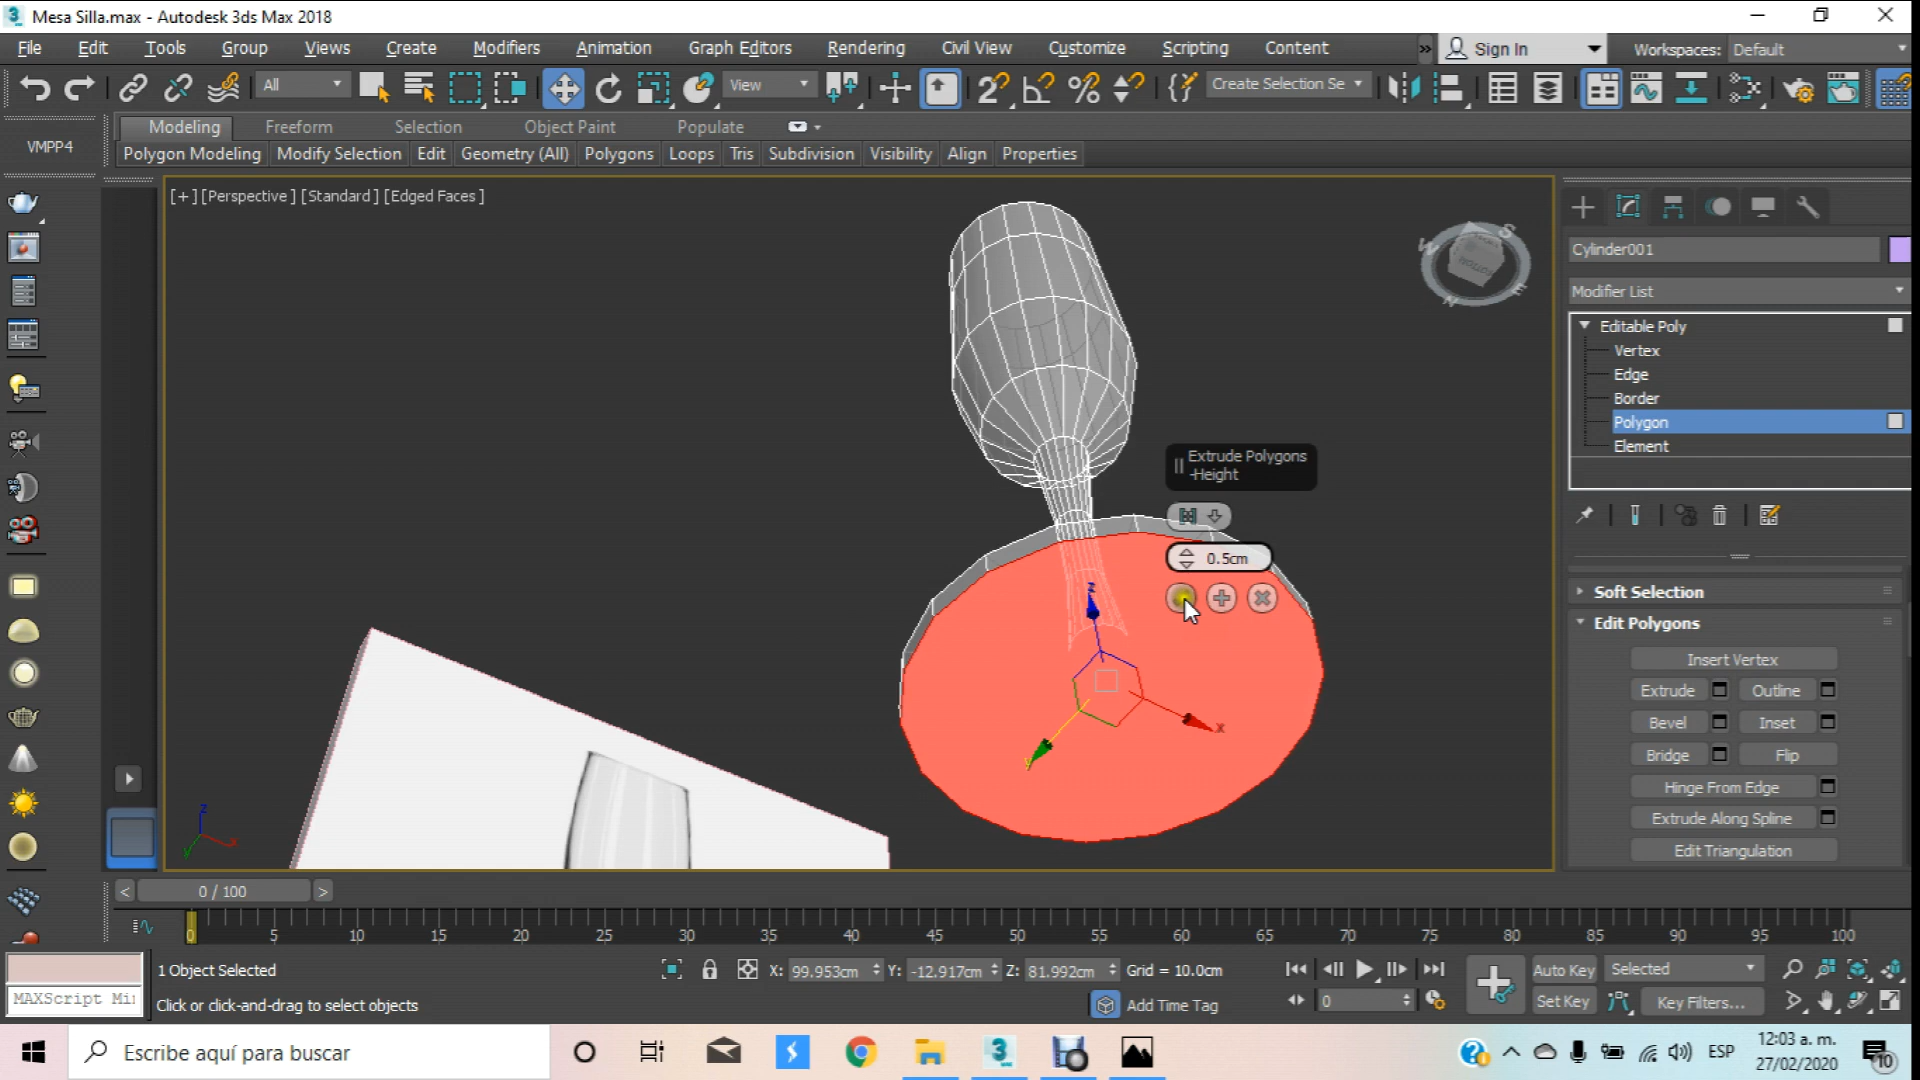 Mesa Silla.max - Autodesk 3ds Max 2018
File Edit Tools Group Views Create Modifiers Animation Graph Editors Rendering Civil View Customize Scripting Content Sign In Workspaces: Default
All View Create Selection Se
Modeling Freeform Selection Object Paint Populate
VMPP4
Polygon Modeling Modify Selection Edit Geometry (All) Polygons Loops Tris Subdivision Visibility Align Properties
[+] [Perspective] [Standard] [Edged Faces]
Cylinder001
Modifier List
Editable Poly
Vertex
Edge
Border
Polygon
Element
Extrude Polygons
-Height
0.5cm
Soft Selection
Edit Polygons
Insert Vertex
Extrude Outline
Bevel Inset
Bridge Flip
Hinge From Edge
Extrude Along Spline
Edit Triangulation
0 / 100
0 5 10 15 20 25 30 35 40 45 50 55 60 65 70 75 80 85 90 95 100
1 Object Selected X: 99.953cm Y: -12.917cm Z: 81.992cm Grid = 10.0cm Auto Key Selected
MAXScript Mi Click or click-and-drag to select objects Add Time Tag 0 Set Key Key Filters...
Escribe aquí para buscar ESP 12:03 a. m.
27/02/2020 10